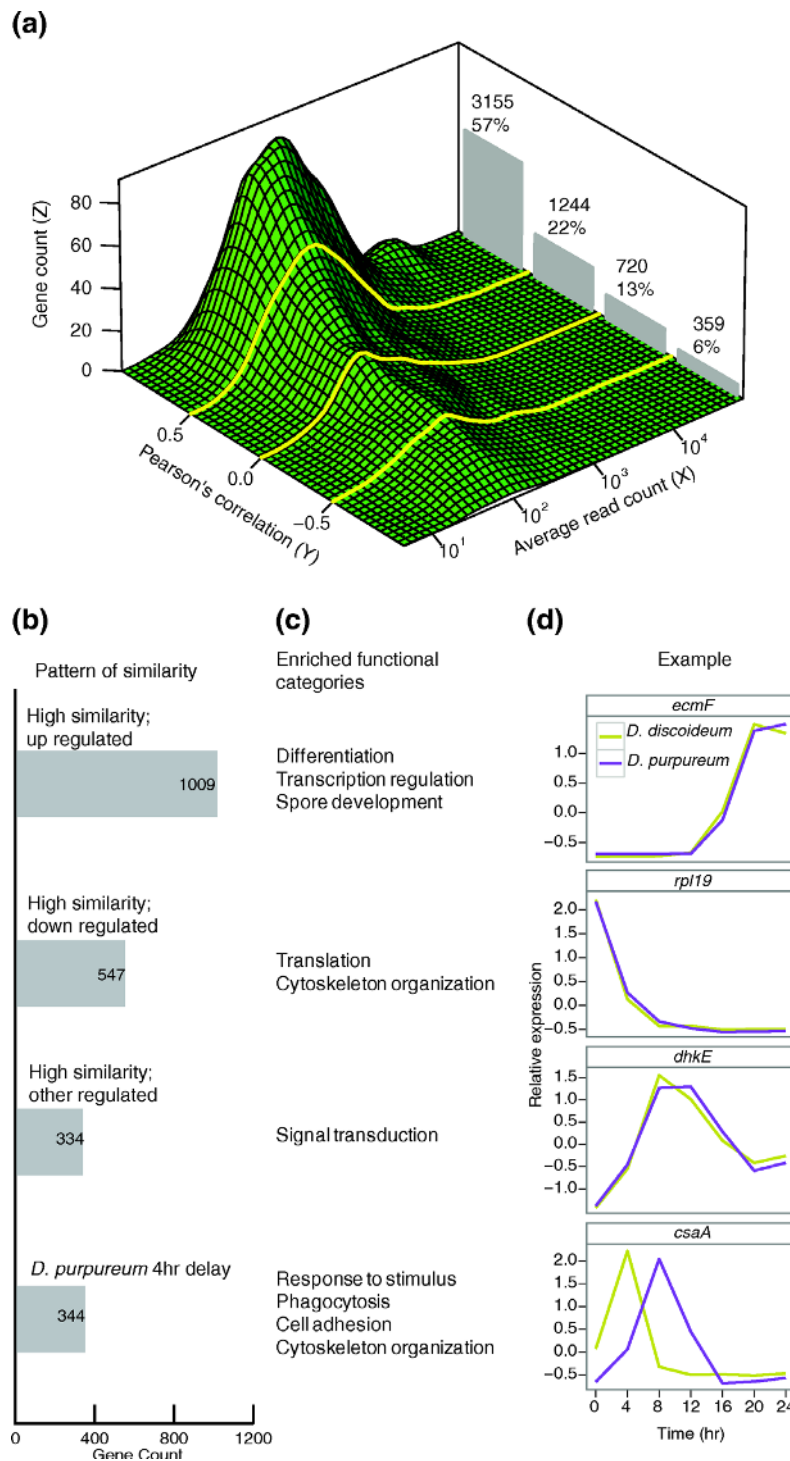 (a)
3155
57%
1244
22%
720
13%
359
6%
Gene count (Z)
80
60
40
20
0
0.5
0.0
−0.5
Pearson's correlation (Y)
10¹
10²
10³
10⁴
Average read count (X)
(b)
Pattern of similarity
High similarity;
up regulated
1009
High similarity;
down regulated
547
High similarity;
other regulated
334
D. purpureum 4hr delay
344
0
400
800
1200
Gene Count
(c)
Enriched functional
categories
Differentiation
Transcription regulation
Spore development
Translation
Cytoskeleton organization
Signal transduction
Response to stimulus
Phagocytosis
Cell adhesion
Cytoskeleton organization
(d)
Example
ecmF
D. discoideum
D. purpureum
1.0
0.5
0.0
−0.5
rpl19
2.0
1.5
1.0
0.5
0.0
−0.5
Relative expression
dhkE
1.5
1.0
0.5
0.0
−0.5
−1.0
csaA
2.0
1.5
1.0
0.5
0.0
−0.5
0 4 8 12 16 20 24
Time (hr)